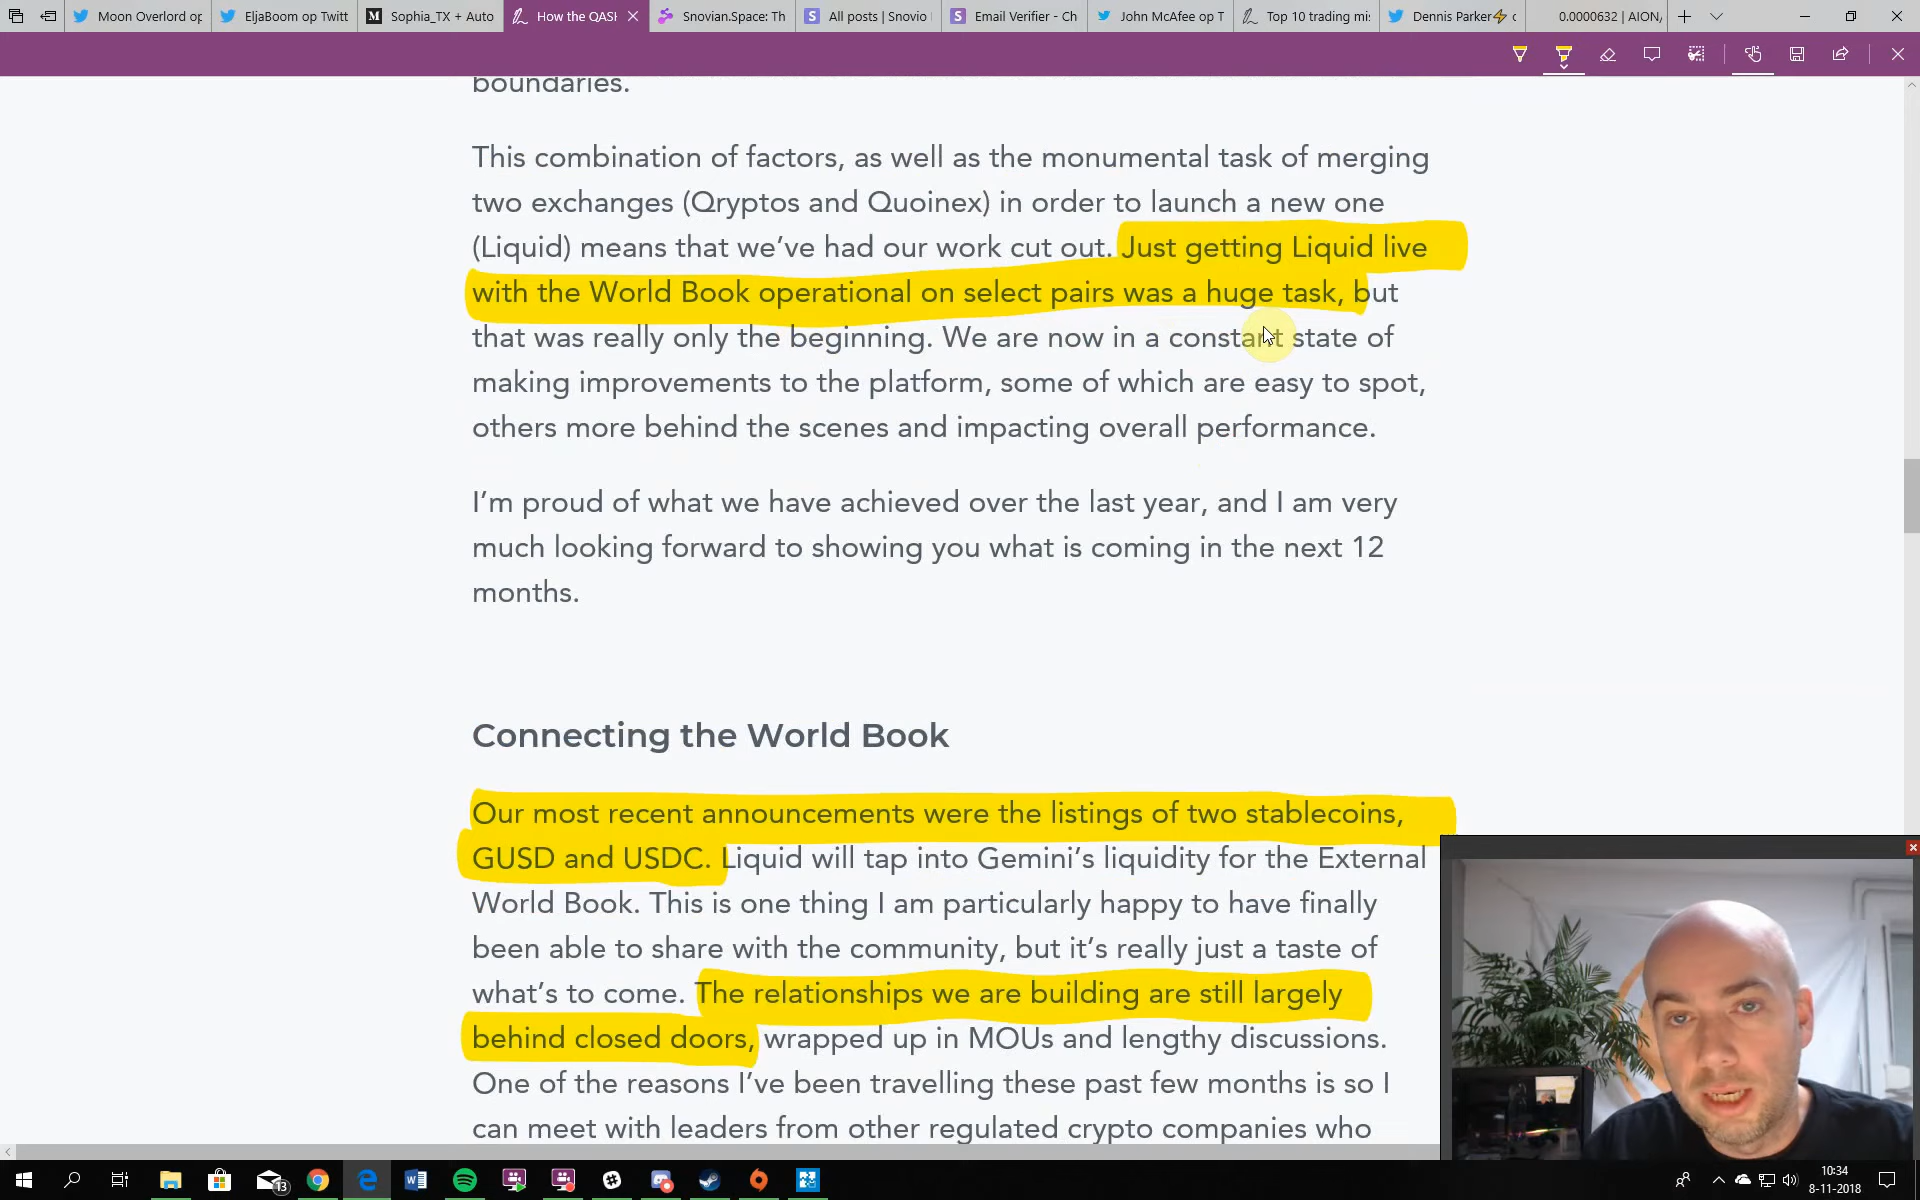 Moon Overlord op
EljaBoom op Twitt
Sophia_TX + Auto
How the QASH
Snovian.Space: Th
All posts | Snovio
Email Verifier - Ch
John McAfee op T
Top 10 trading mi
Dennis Parker⚡ o
0.0000632 | AION/
boundaries.
This combination of factors, as well as the monumental task of merging
two exchanges (Qryptos and Quoinex) in order to launch a new one
(Liquid) means that we’ve had our work cut out. Just getting Liquid live
with the World Book operational on select pairs was a huge task, but
that was really only the beginning. We are now in a constant state of
making improvements to the platform, some of which are easy to spot,
others more behind the scenes and impacting overall performance.
I’m proud of what we have achieved over the last year, and I am very
much looking forward to showing you what is coming in the next 12
months.
Connecting the World Book
Our most recent announcements were the listings of two stablecoins,
GUSD and USDC. Liquid will tap into Gemini’s liquidity for the External
World Book. This is one thing I am particularly happy to have finally
been able to share with the community, but it’s really just a taste of
what’s to come. The relationships we are building are still largely
behind closed doors, wrapped up in MOUs and lengthy discussions.
One of the reasons I’ve been travelling these past few months is so I
can meet with leaders from other regulated crypto companies who
13
10:34
8-11-2018